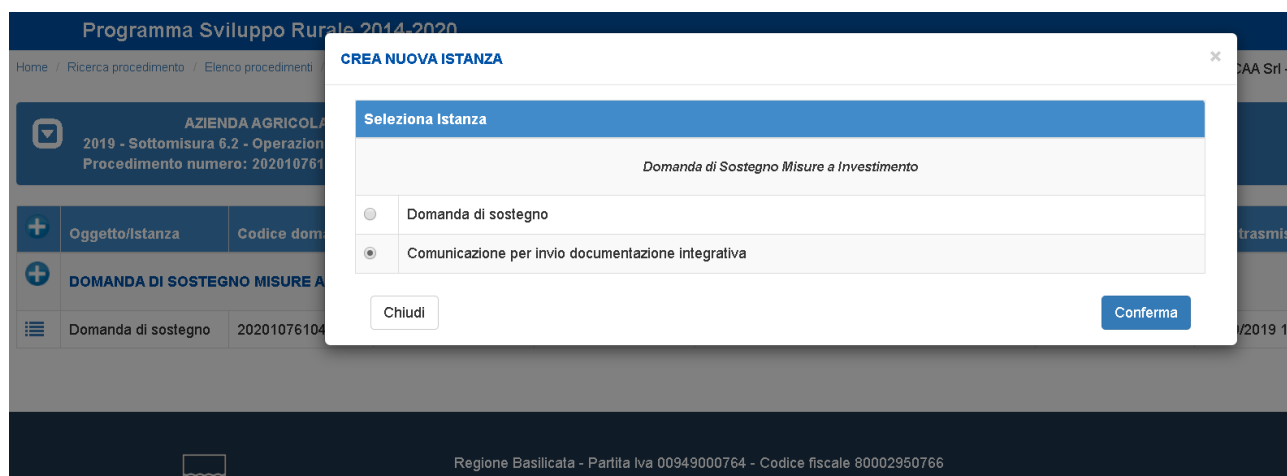 Programma Sviluppo Rurale 2014-2020
Home / Ricerca procedimento / Elenco procedimenti
CAA Srl -
CREA NUOVA ISTANZA
×
Seleziona Istanza
Domanda di Sostegno Misure a Investimento
Domanda di sostegno
Comunicazione per invio documentazione integrativa
Chiudi
Conferma
AZIENDA AGRICOLA
2019 - Sottomisura 6.2 - Operazion
Procedimento numero: 202010761
Oggetto/Istanza
Codice dom
trasmis
DOMANDA DI SOSTEGNO MISURE A
Domanda di sostegno
20201076104
/2019 1
Regione Basilicata - Partita Iva 00949000764 - Codice fiscale 80002950766